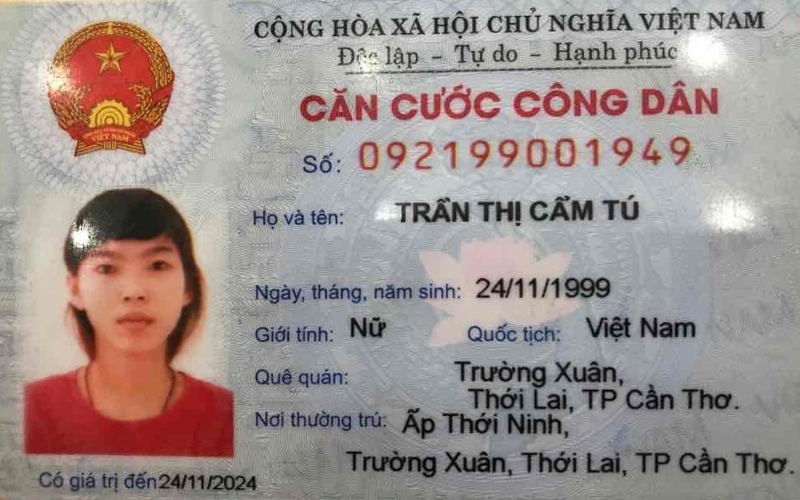 CỘNG HÒA XÃ HỘI CHỦ NGHĨA VIỆT NAM
Độc lập - Tự do - Hạnh phúc
CĂN CƯỚC CÔNG DÂN
Số: 092199001949
Họ và tên: TRẦN THỊ CẨM TÚ
Ngày, tháng, năm sinh: 24/11/1999
Giới tính: Nữ Quốc tịch: Việt Nam
Quê quán: Trường Xuân,
Thới Lai, TP Cần Thơ.
Nơi thường trú: Ấp Thới Ninh,
Trường Xuân, Thới Lai, TP Cần Thơ.
Có giá trị đến 24/11/2024